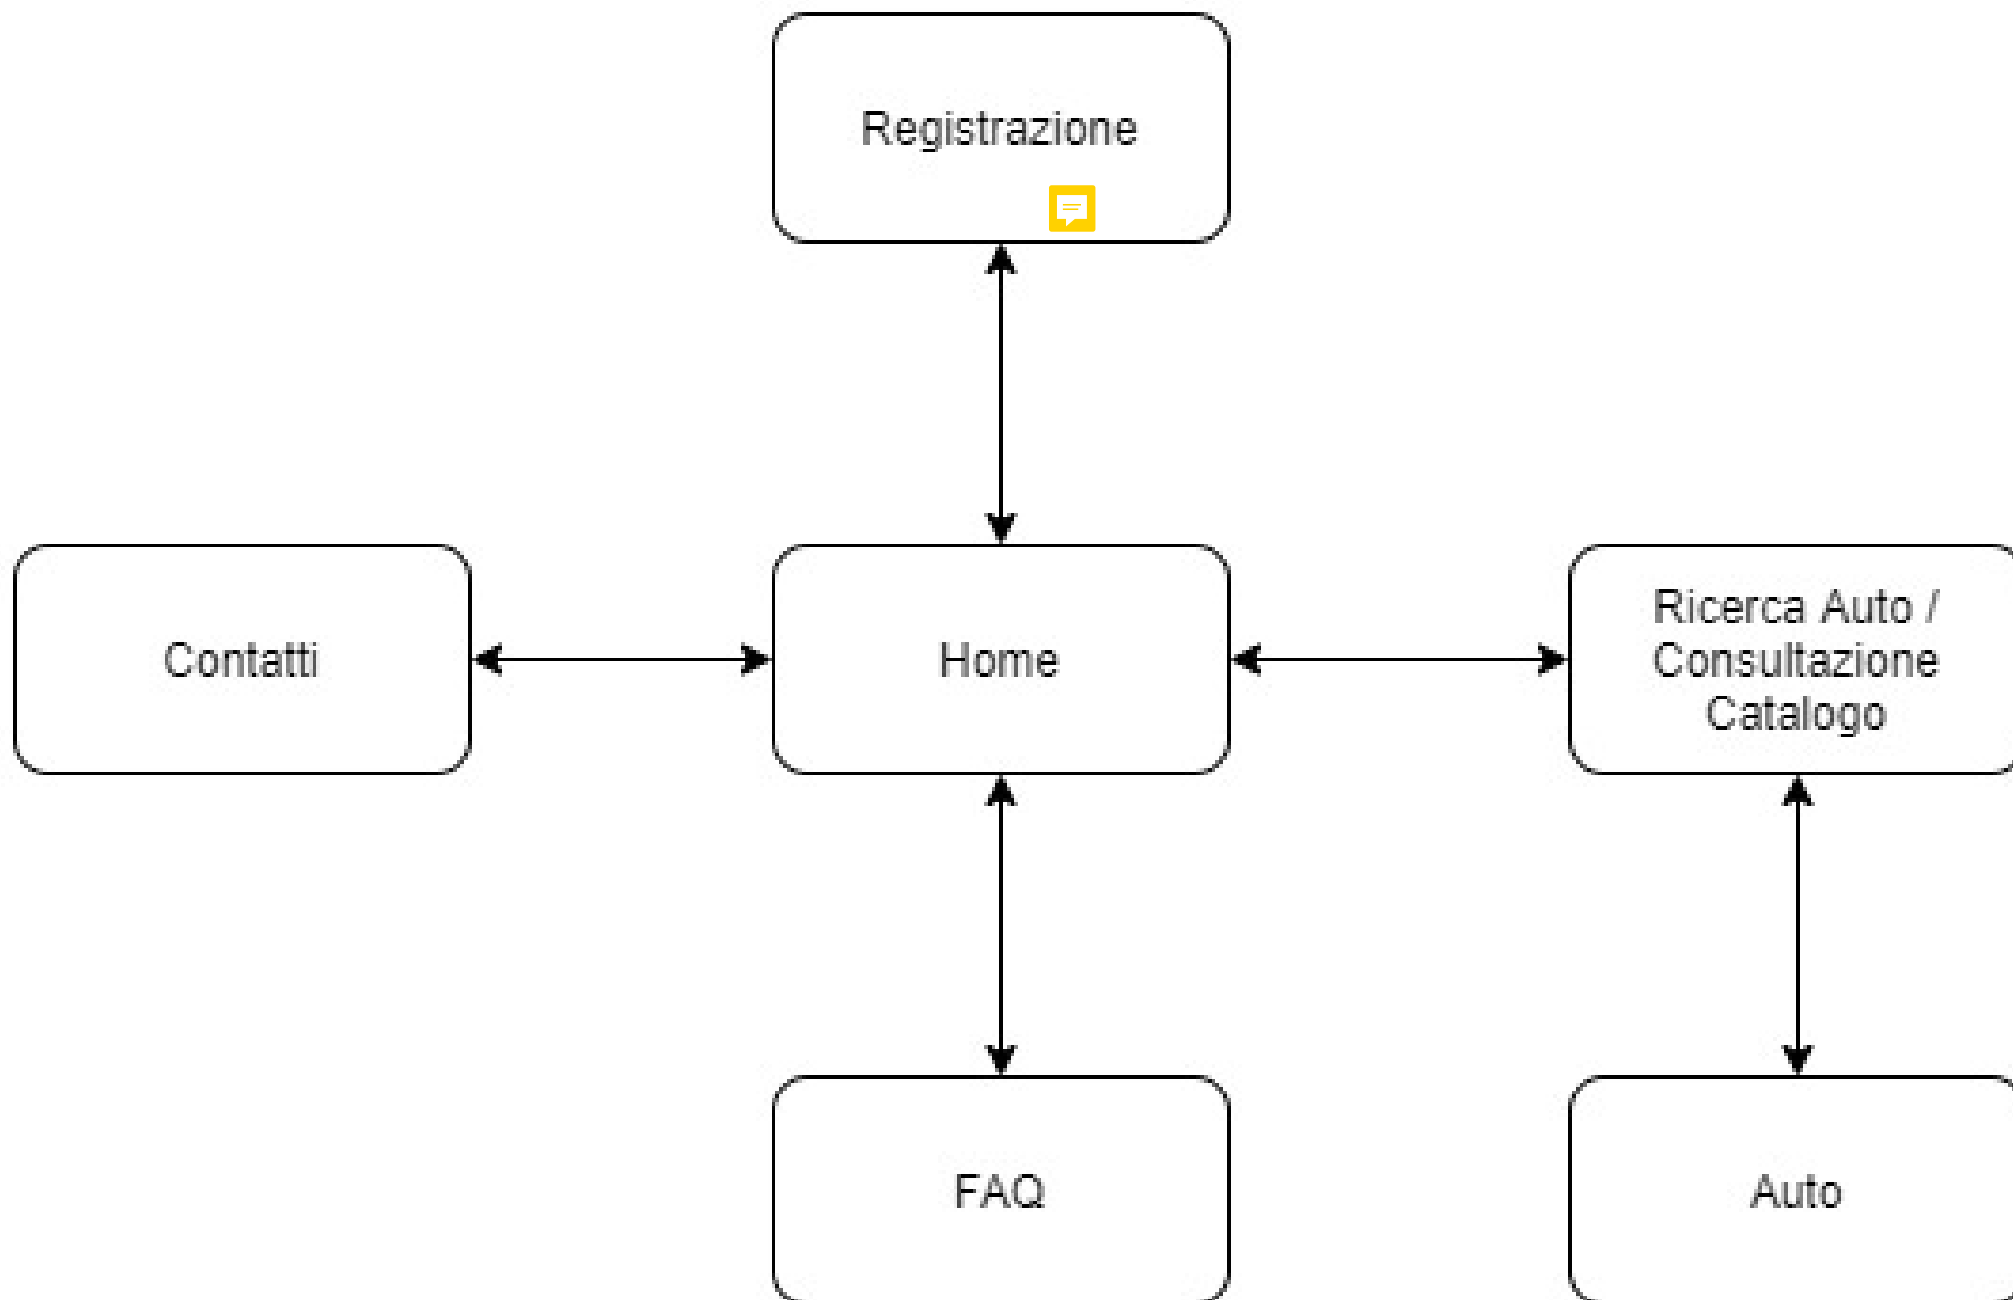 Registrazione
Contatti
Home
Ricerca Auto /
Consultazione
Catalogo
FAQ
Auto